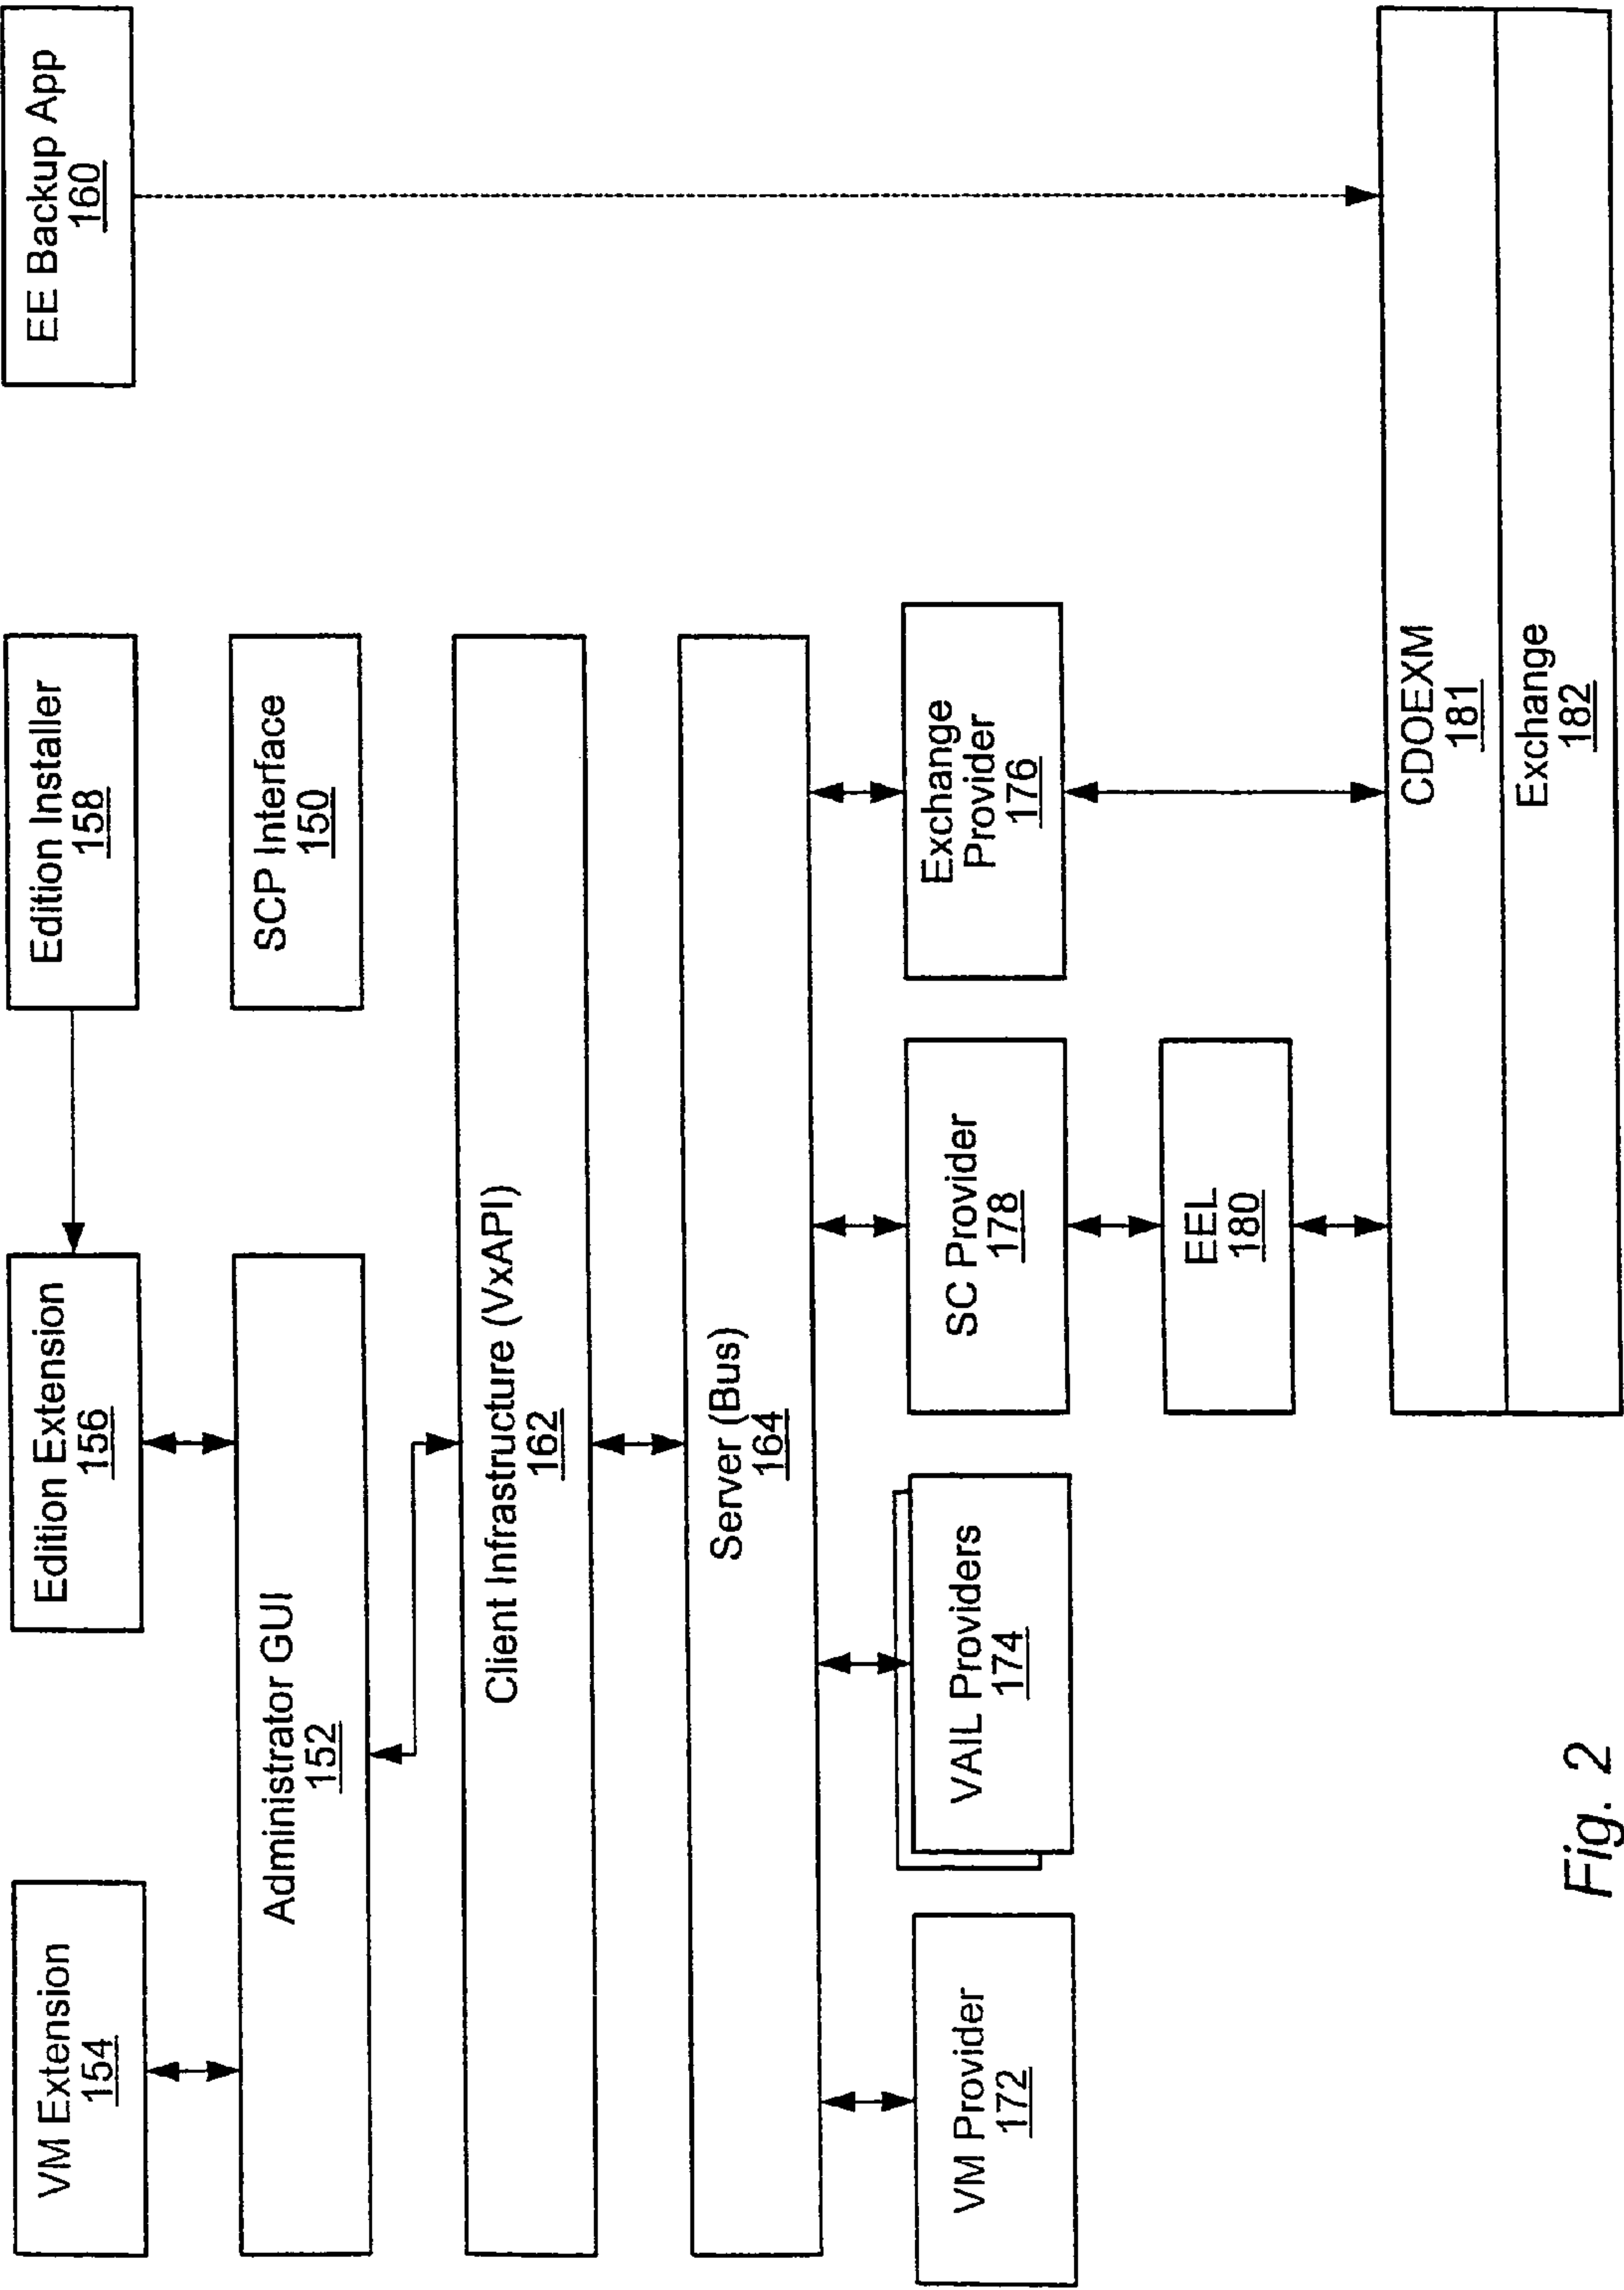 VM Extension
154
Edition Extension
156
Edition Installer
158
EE Backup App
160
Administrator GUI
152
SCP Interface
150
Client Infrastructure (VxAPI)
162
Server (Bus)
164
VM Provider
172
VAIL Providers
174
SC Provider
178
Exchange
Provider
176
EEL
180
CDOEXM
181
Exchange
182
Fig. 2